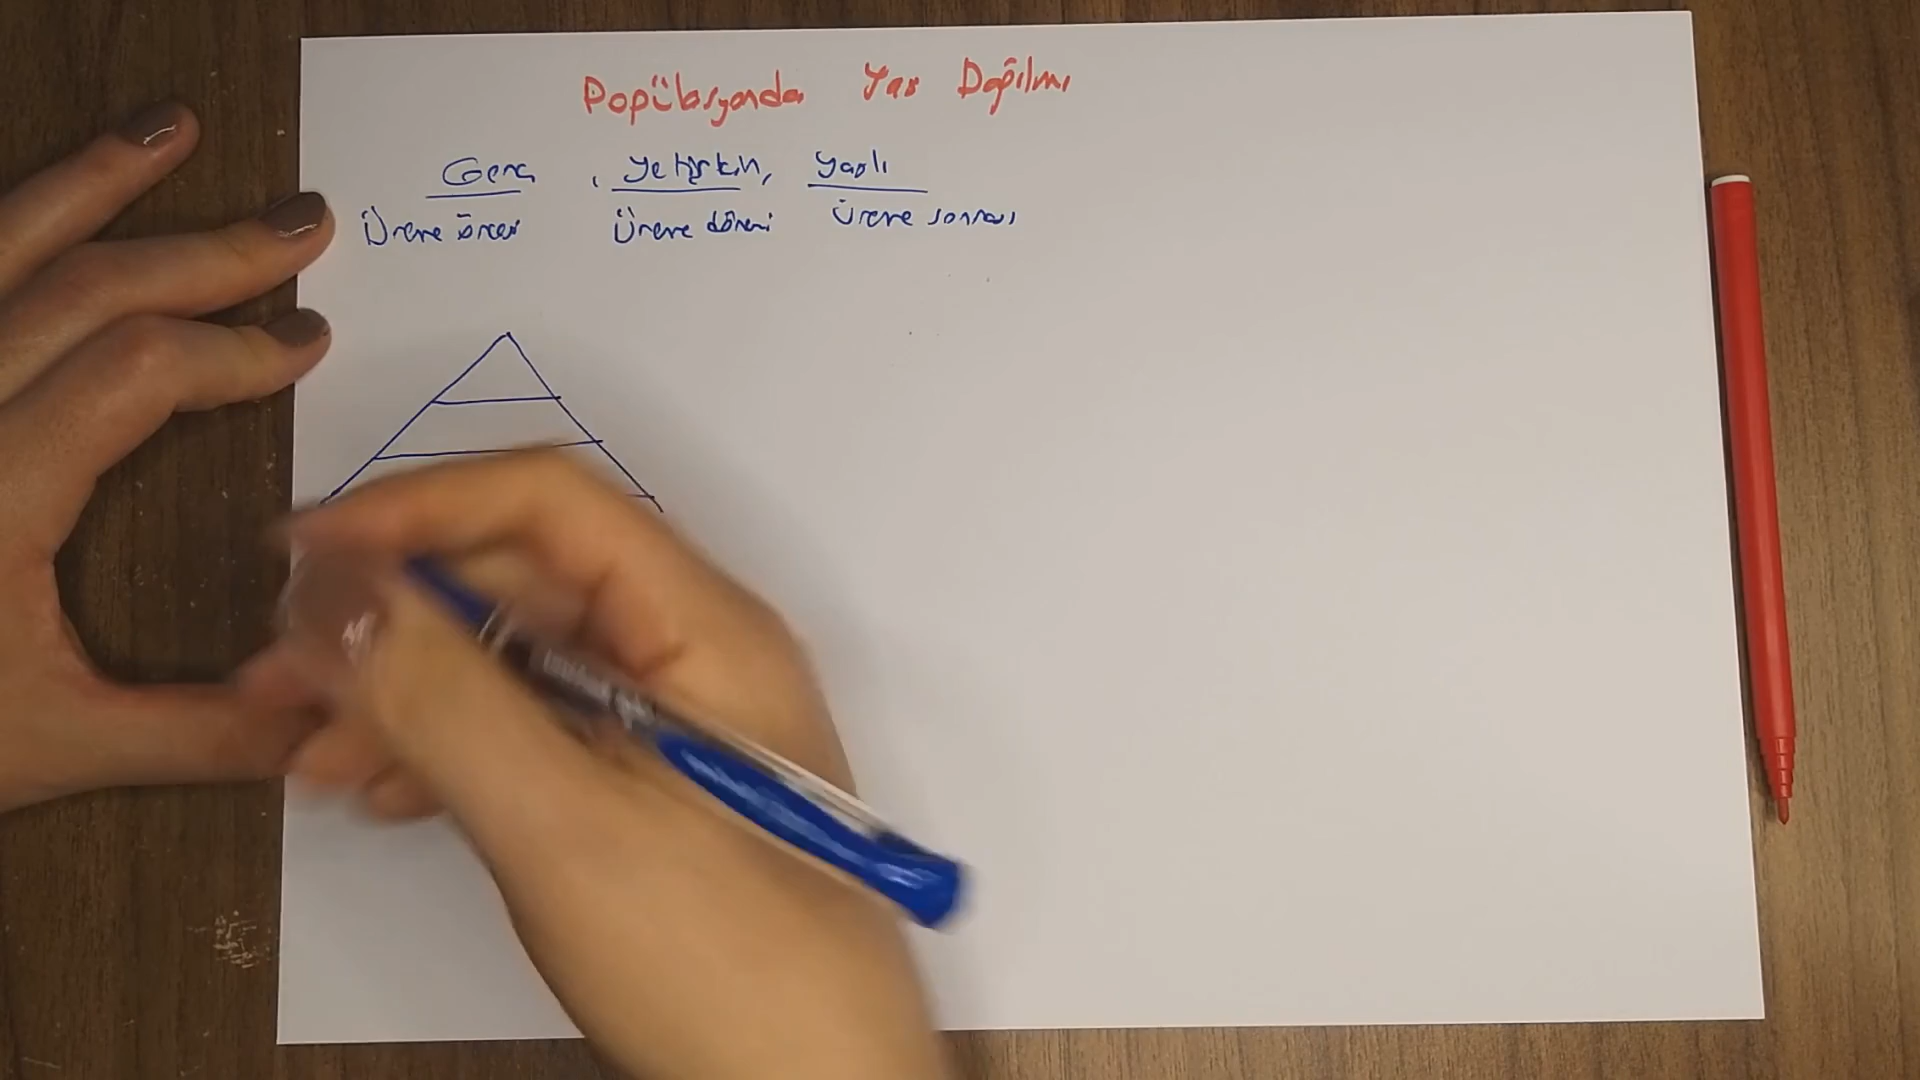 Popülasyonda Yaş Dağılımı
Genç , Yetişkin, Yaşlı
Üreme öncesi Üreme dönemi Üreme sonrası